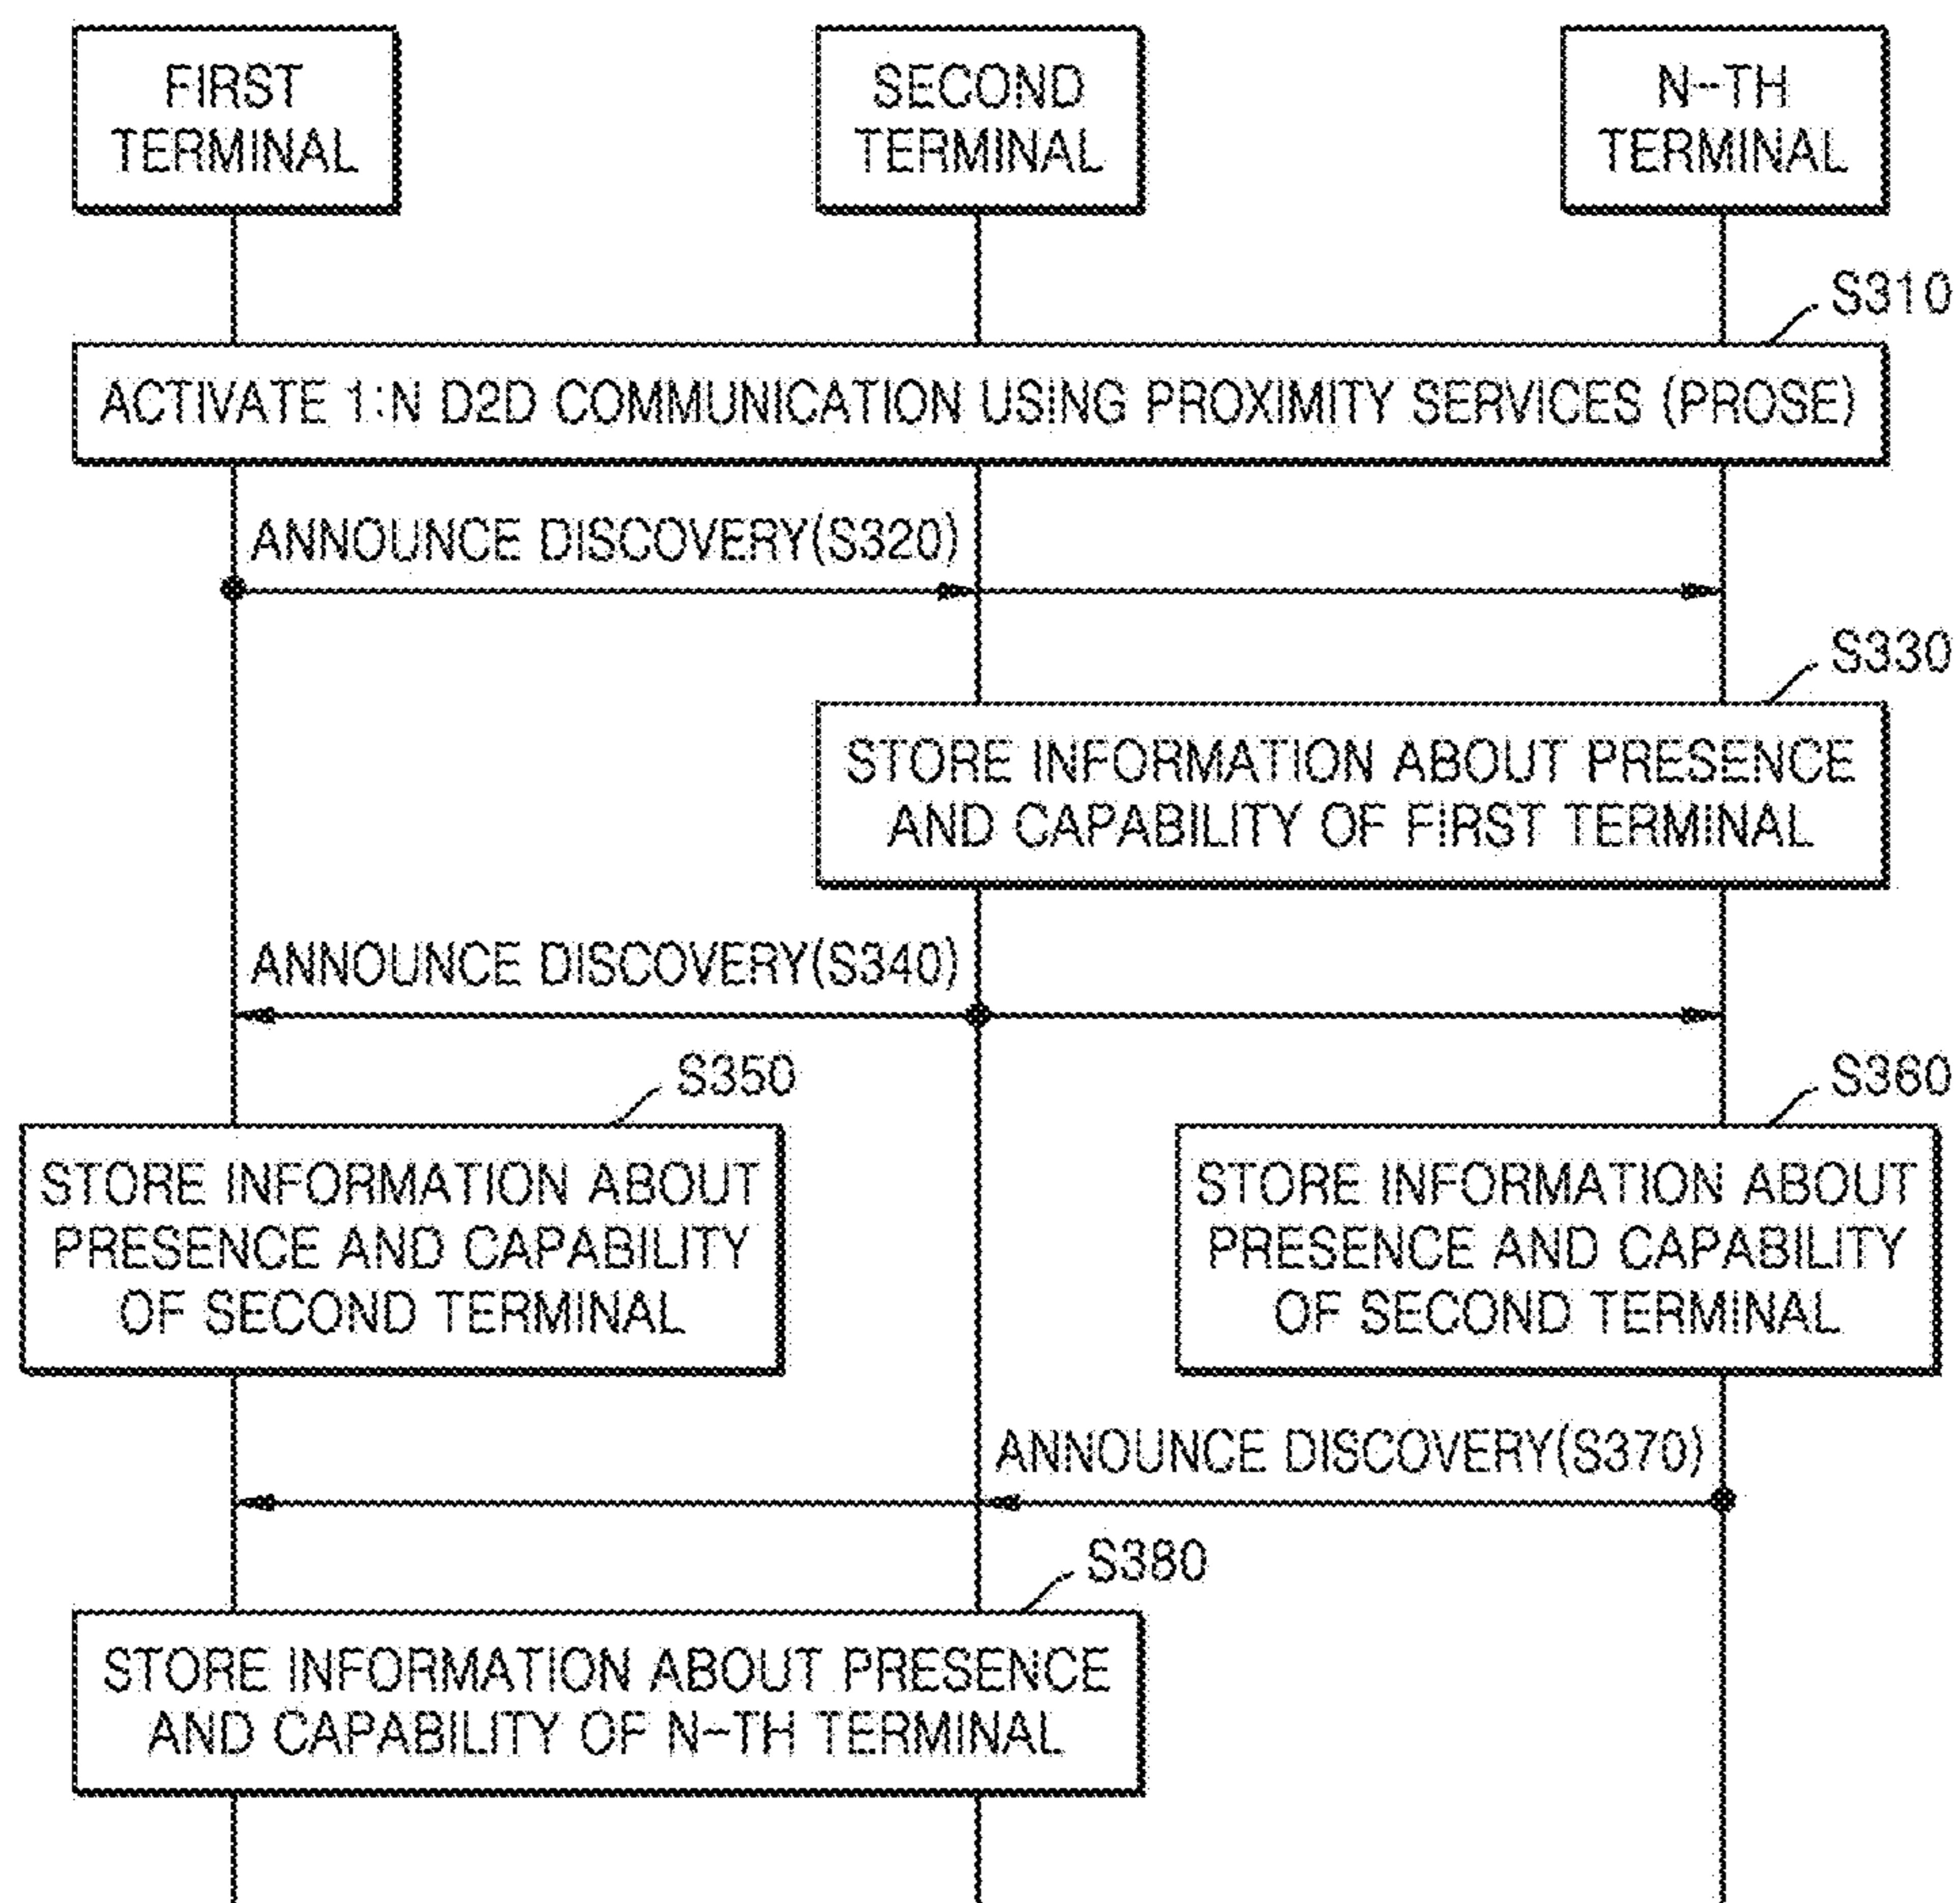 FIRST
TERMINAL
SECOND
TERMINAL
N-TH
TERMINAL
S310
ACTIVATE 1:N D2D COMMUNICATION USING PROXIMITY SERVICES (PROSE)
ANNOUNCE DISCOVERY(S320)
S330
STORE INFORMATION ABOUT PRESENCE
AND CAPABILITY OF FIRST TERMINAL
ANNOUNCE DISCOVERY(S340)
S350
STORE INFORMATION ABOUT
PRESENCE AND CAPABILITY
OF SECOND TERMINAL
S360
STORE INFORMATION ABOUT
PRESENCE AND CAPABILITY
OF SECOND TERMINAL
ANNOUNCE DISCOVERY(S370)
S380
STORE INFORMATION ABOUT PRESENCE
AND CAPABILITY OF N-TH TERMINAL